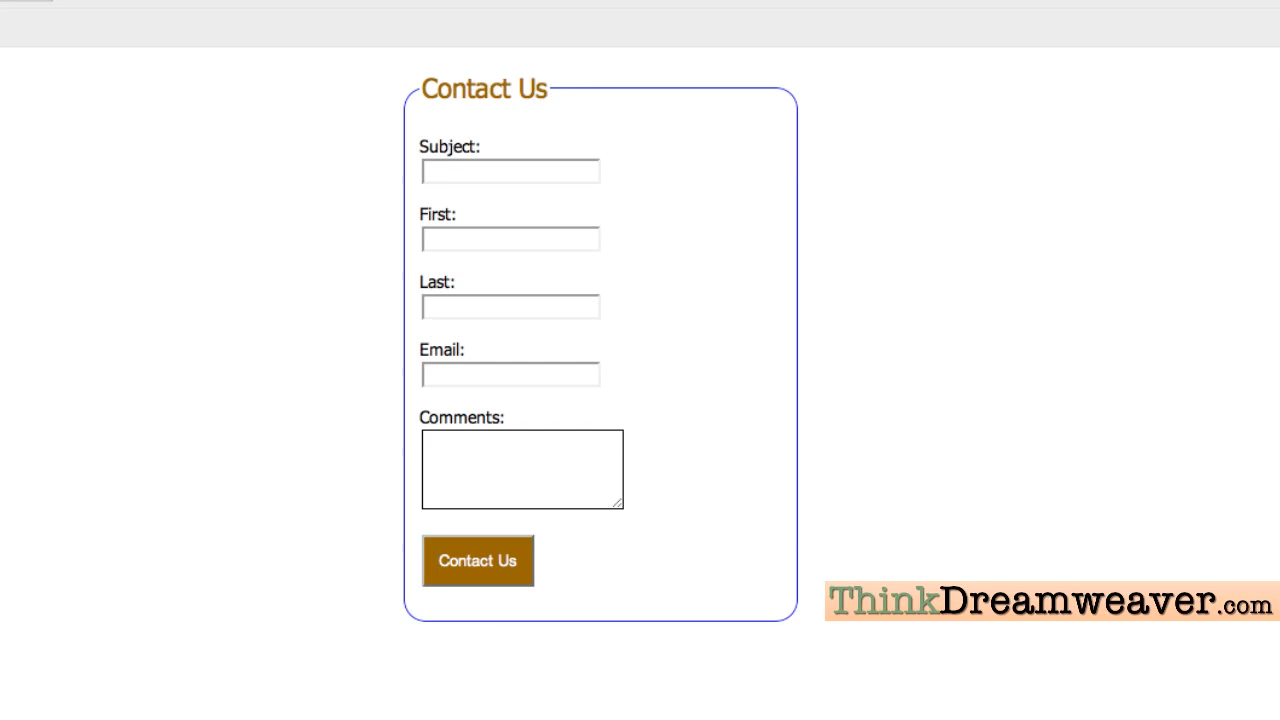 Contact Us
Subject:
First:
Last:
Email:
Comments:
Contact Us
ThinkDreamweaver.com